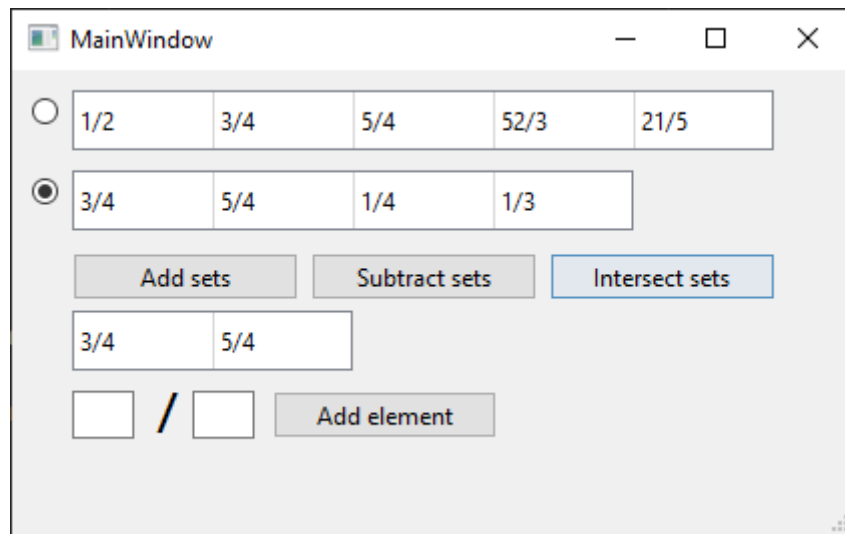 MainWindow
1/2 3/4 5/4 52/3 21/5
3/4 5/4 1/4 1/3
Add sets Subtract sets Intersect sets
3/4 5/4
/ Add element